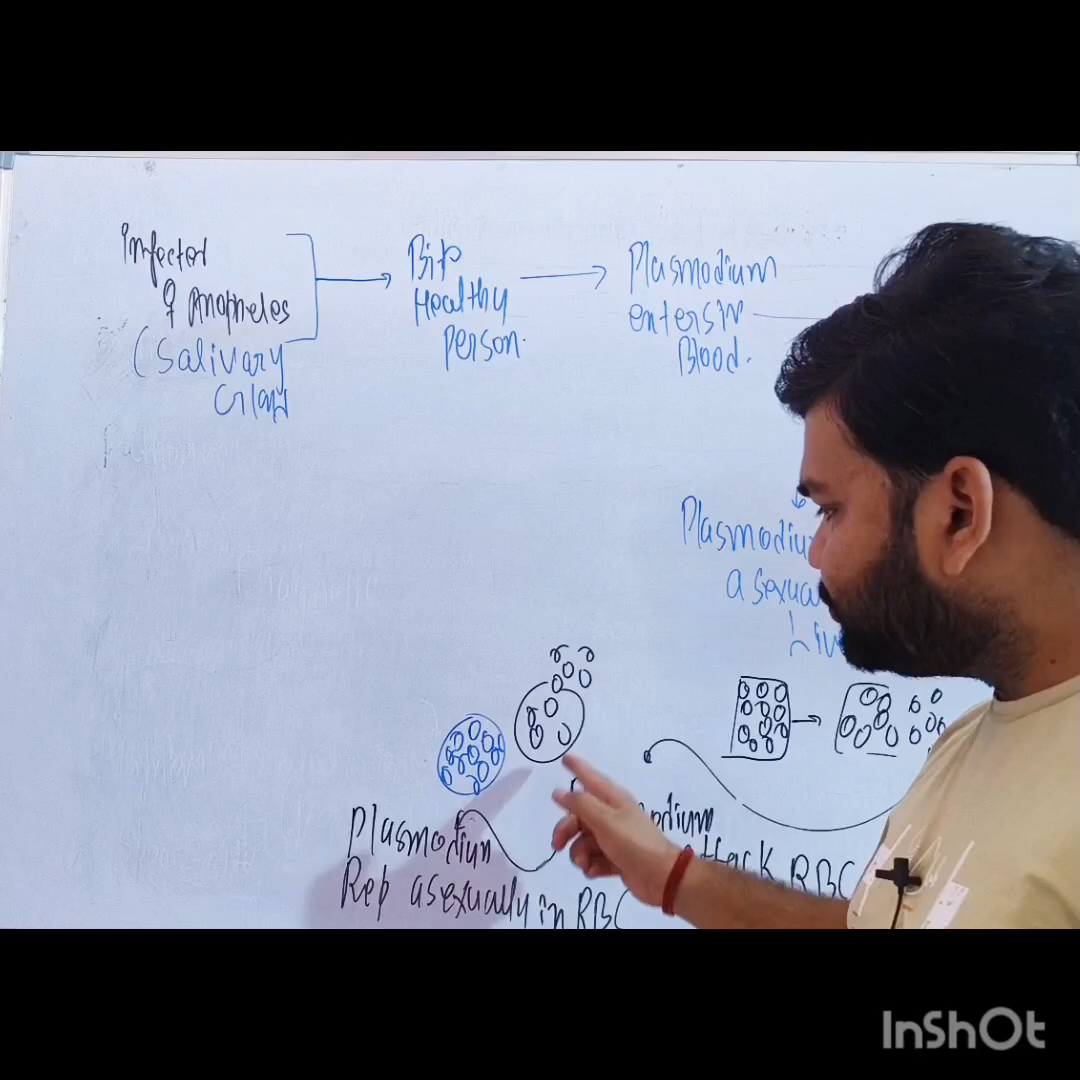 Infected
♀ Anopheles
(Salivary
Gland
Bite
Healthy
person.
Plasmodium
enters in
Blood.
Plasmodiu
asexua
Liv
Plasmodium
Rep asexually in RBC
odium
attack RBC
InShOt